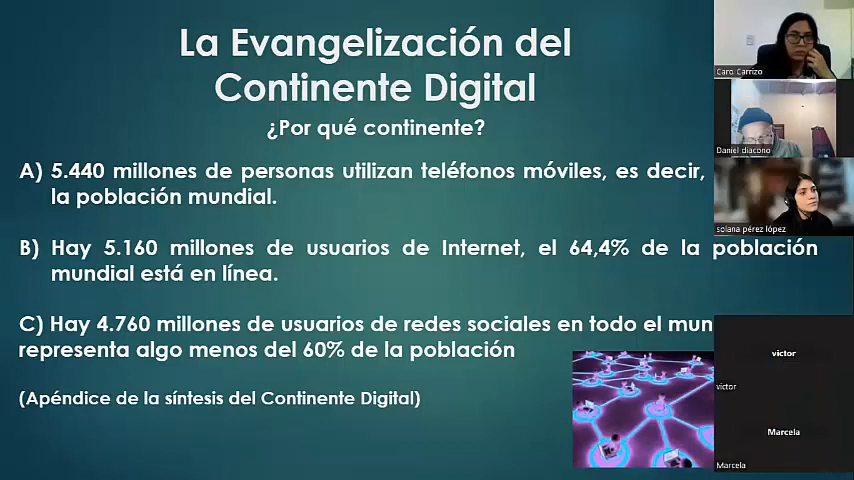 La Evangelización del
Continente Digital
¿Por qué continente?
A) 5.440 millones de personas utilizan teléfonos móviles, es decir,
la población mundial.
B) Hay 5.160 millones de usuarios de Internet, el 64,4% de la población
mundial está en línea.
C) Hay 4.760 millones de usuarios de redes sociales en todo el mun
representa algo menos del 60% de la población
(Apéndice de la síntesis del Continente Digital)
Caro Carrizo
Daniel diacono
solana pérez lópez
victor
victor
Marcela
Marcela